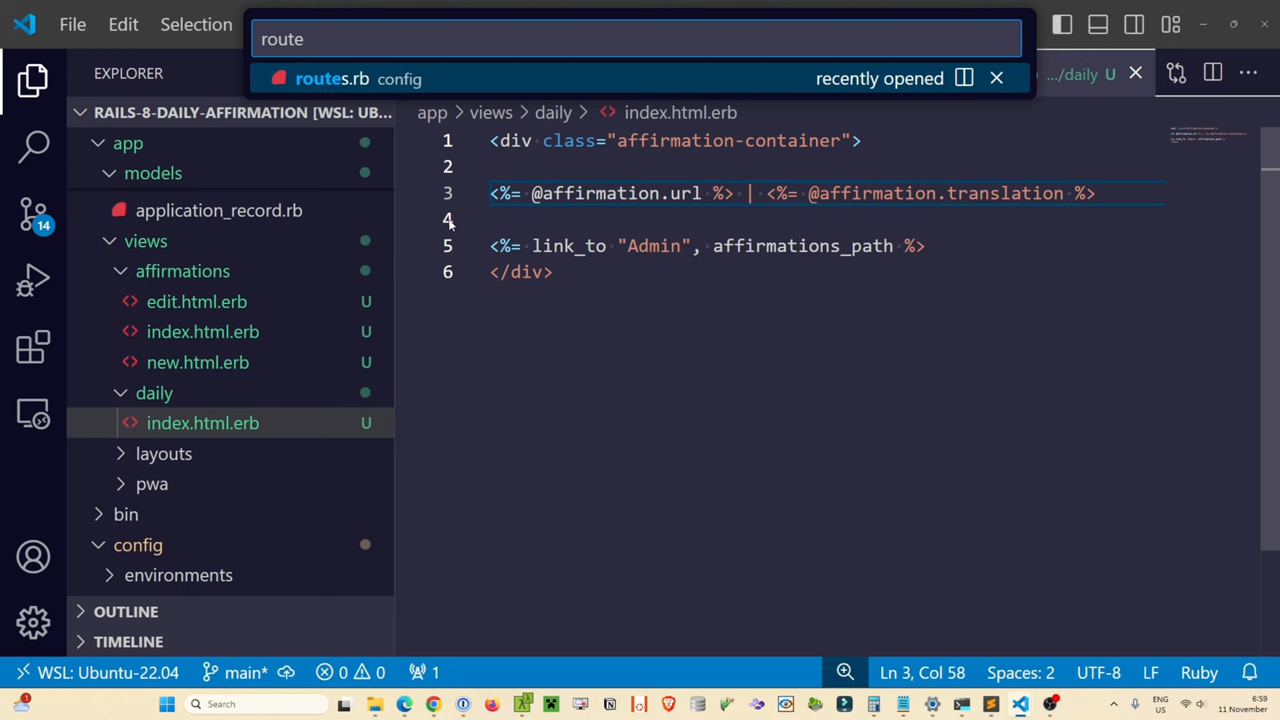 File Edit Selection
route
routes.rb config recently opened
.../daily U
EXPLORER
RAILS-8-DAILY-AFFIRMATION [WSL: UB...
app
models
application_record.rb
views
affirmations
edit.html.erb U
index.html.erb U
new.html.erb U
daily
index.html.erb U
layouts
pwa
bin
config
environments
OUTLINE
TIMELINE
app > views > daily > index.html.erb
1 <div class="affirmation-container">
2
3 <%= @affirmation.url %> | <%= @affirmation.translation %>
4
5 <%= link_to "Admin", affirmations_path %>
6 </div>
14
WSL: Ubuntu-22.04 main* 0 0 1 Ln 3, Col 58 Spaces: 2 UTF-8 LF Ruby
1 Search ENG US 6:59 11 November